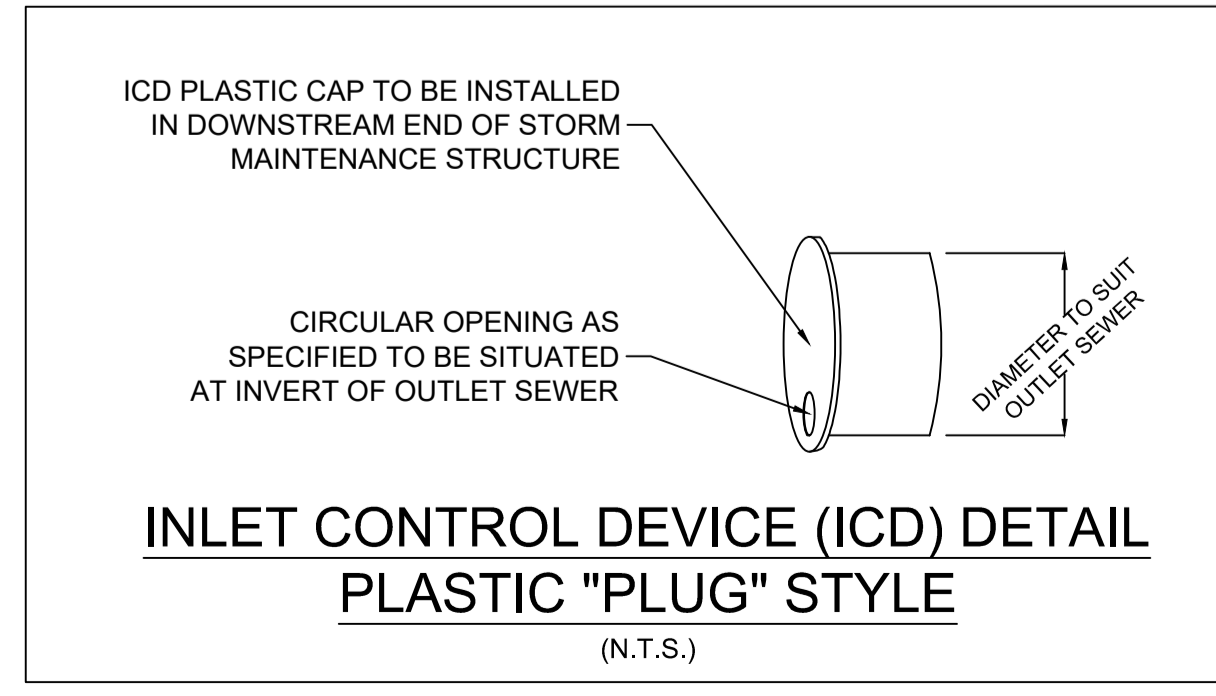 ICD PLASTIC CAP TO BE INSTALLED
IN DOWNSTREAM END OF STORM
MAINTENANCE STRUCTURE
CIRCULAR OPENING AS
SPECIFIED TO BE SITUATED
AT INVERT OF OUTLET SEWER
DIAMETER TO SUIT
OUTLET SEWER
INLET CONTROL DEVICE (ICD) DETAIL
PLASTIC "PLUG" STYLE
(N.T.S.)